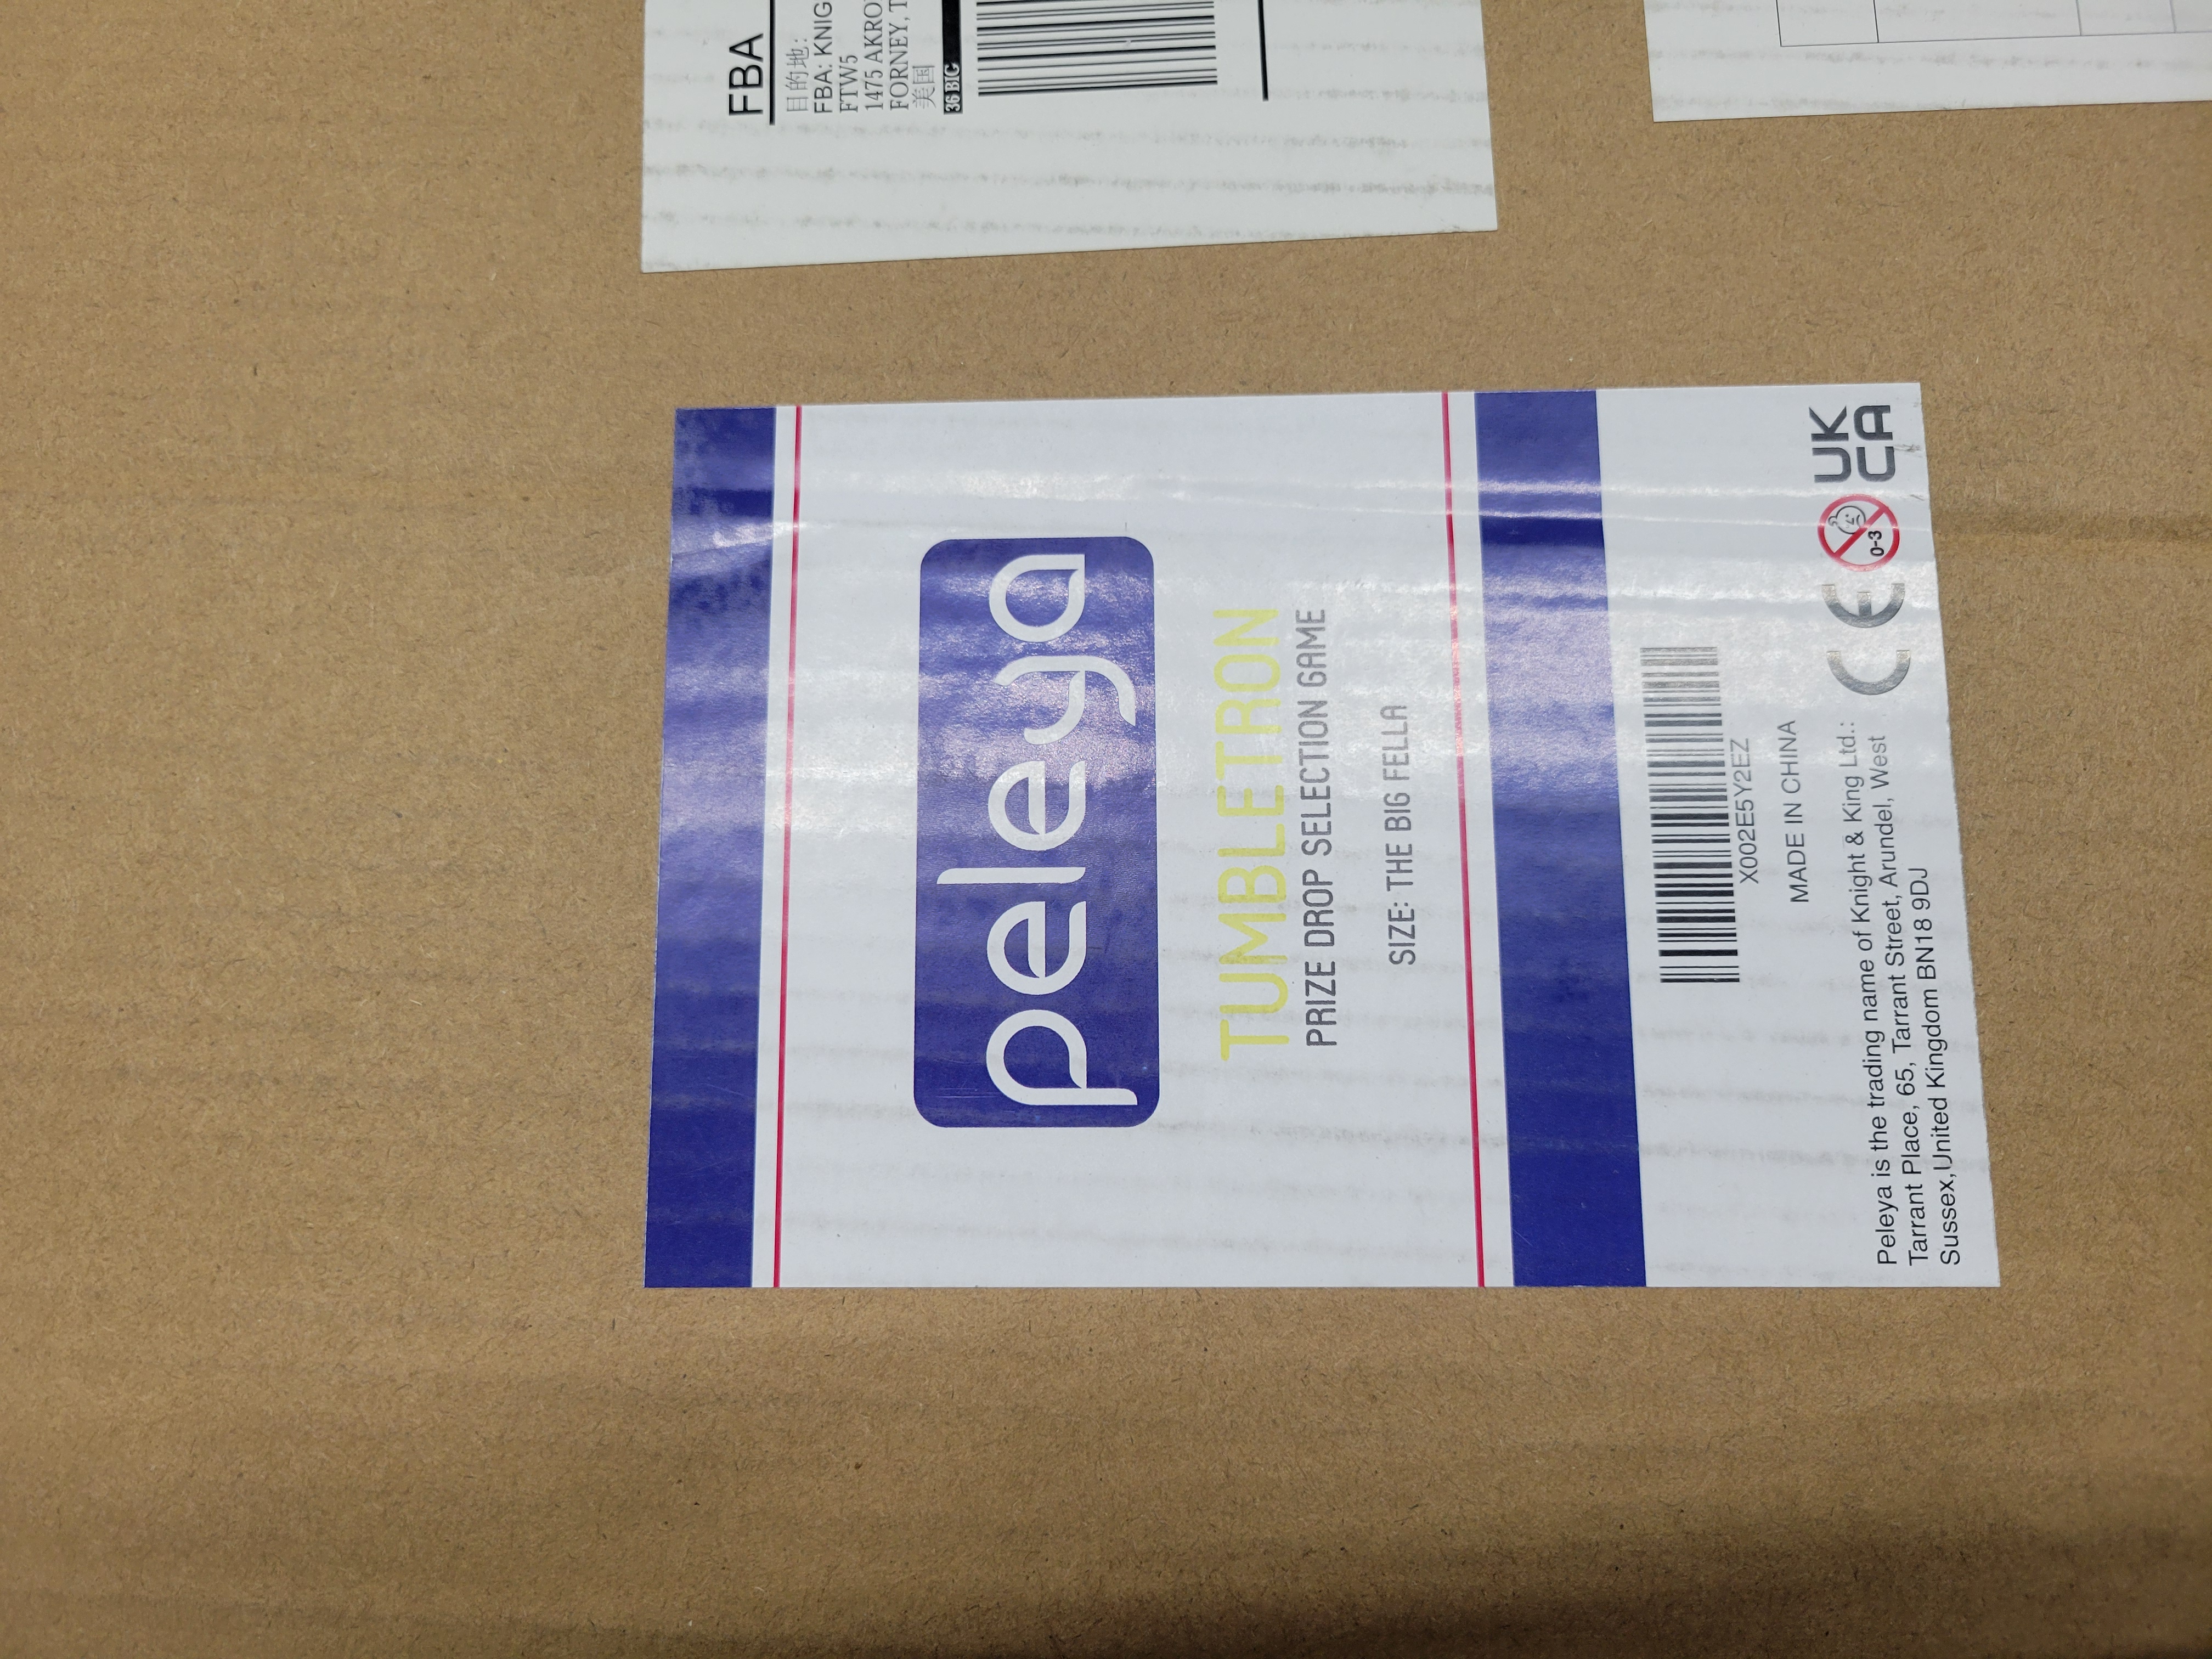 FBA
目的地:
FBA: KNIG
FTW5
1475 AKRO
FORNEY, T
美国
peleya
TUMBLETRON
PRIZE DROP SELECTION GAME
SIZE: THE BIG FELLA
X002E5Y2EZ
MADE IN CHINA
Peleya is the trading name of Knight & King Ltd.:
Tarrant Place, 65, Tarrant Street, Arundel, West
Sussex,United Kingdom BN18 9DJ
CE
0-3
UK
CA